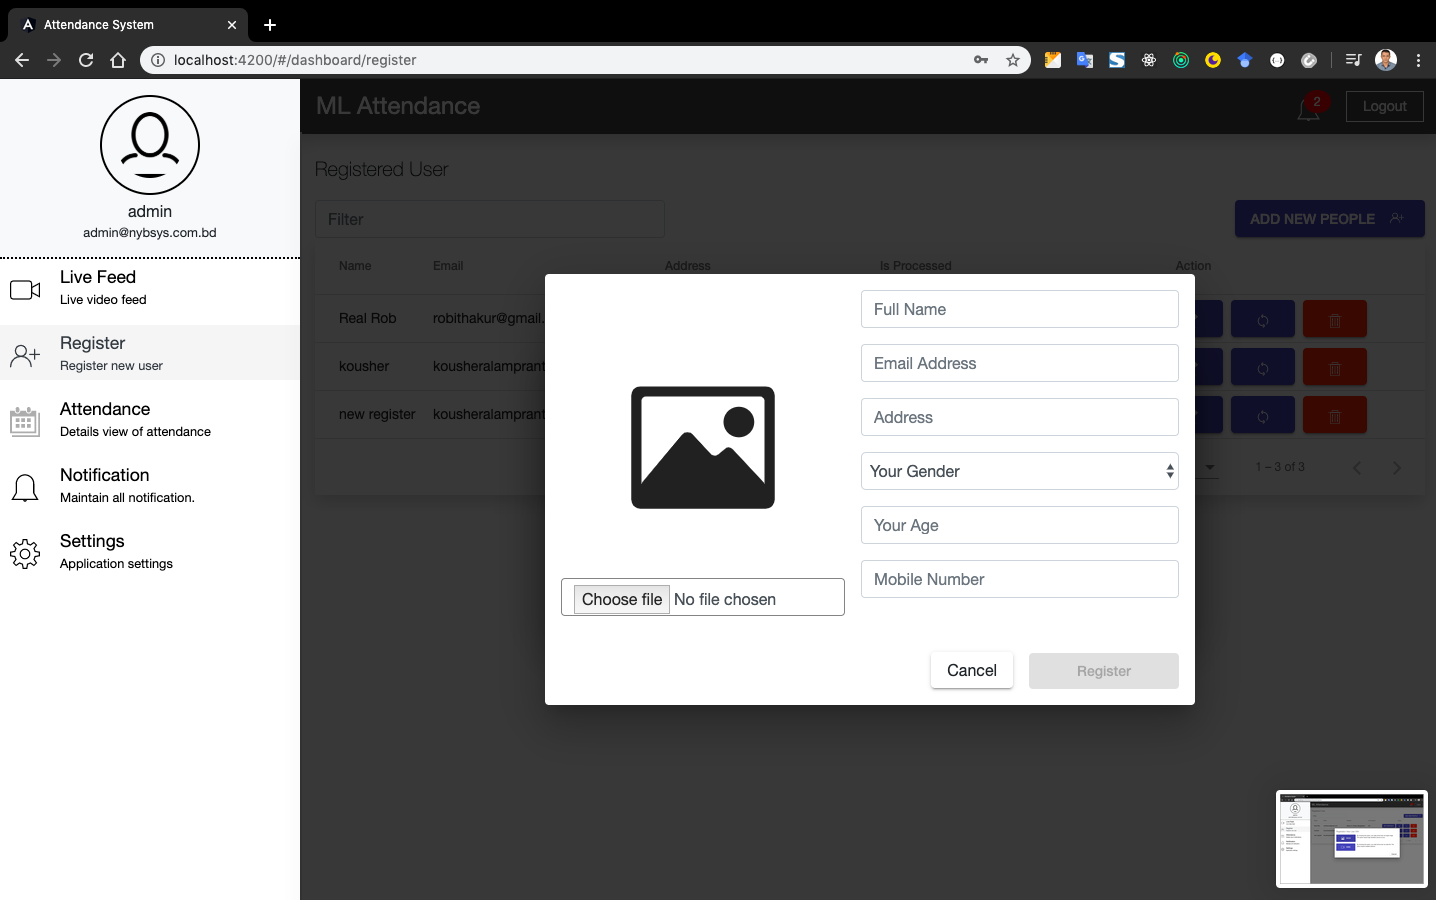 Attendance System
localhost:4200/#/dashboard/register
admin
admin@nybsys.com.bd
Live Feed
Live video feed
Register
Register new user
Attendance
Details view of attendance
Notification
Maintain all notification.
Settings
Application settings
ML Attendance
2
Logout
Registered User
Filter
ADD NEW PEOPLE
Name Email Address Is Processed Action
Real Rob robithakur@gmail.
kousher kousheralamprant
new register kousheralamprant
1 – 3 of 3
Full Name
Email Address
Address
Your Gender
Your Age
Mobile Number
Choose file No file chosen
Cancel
Register